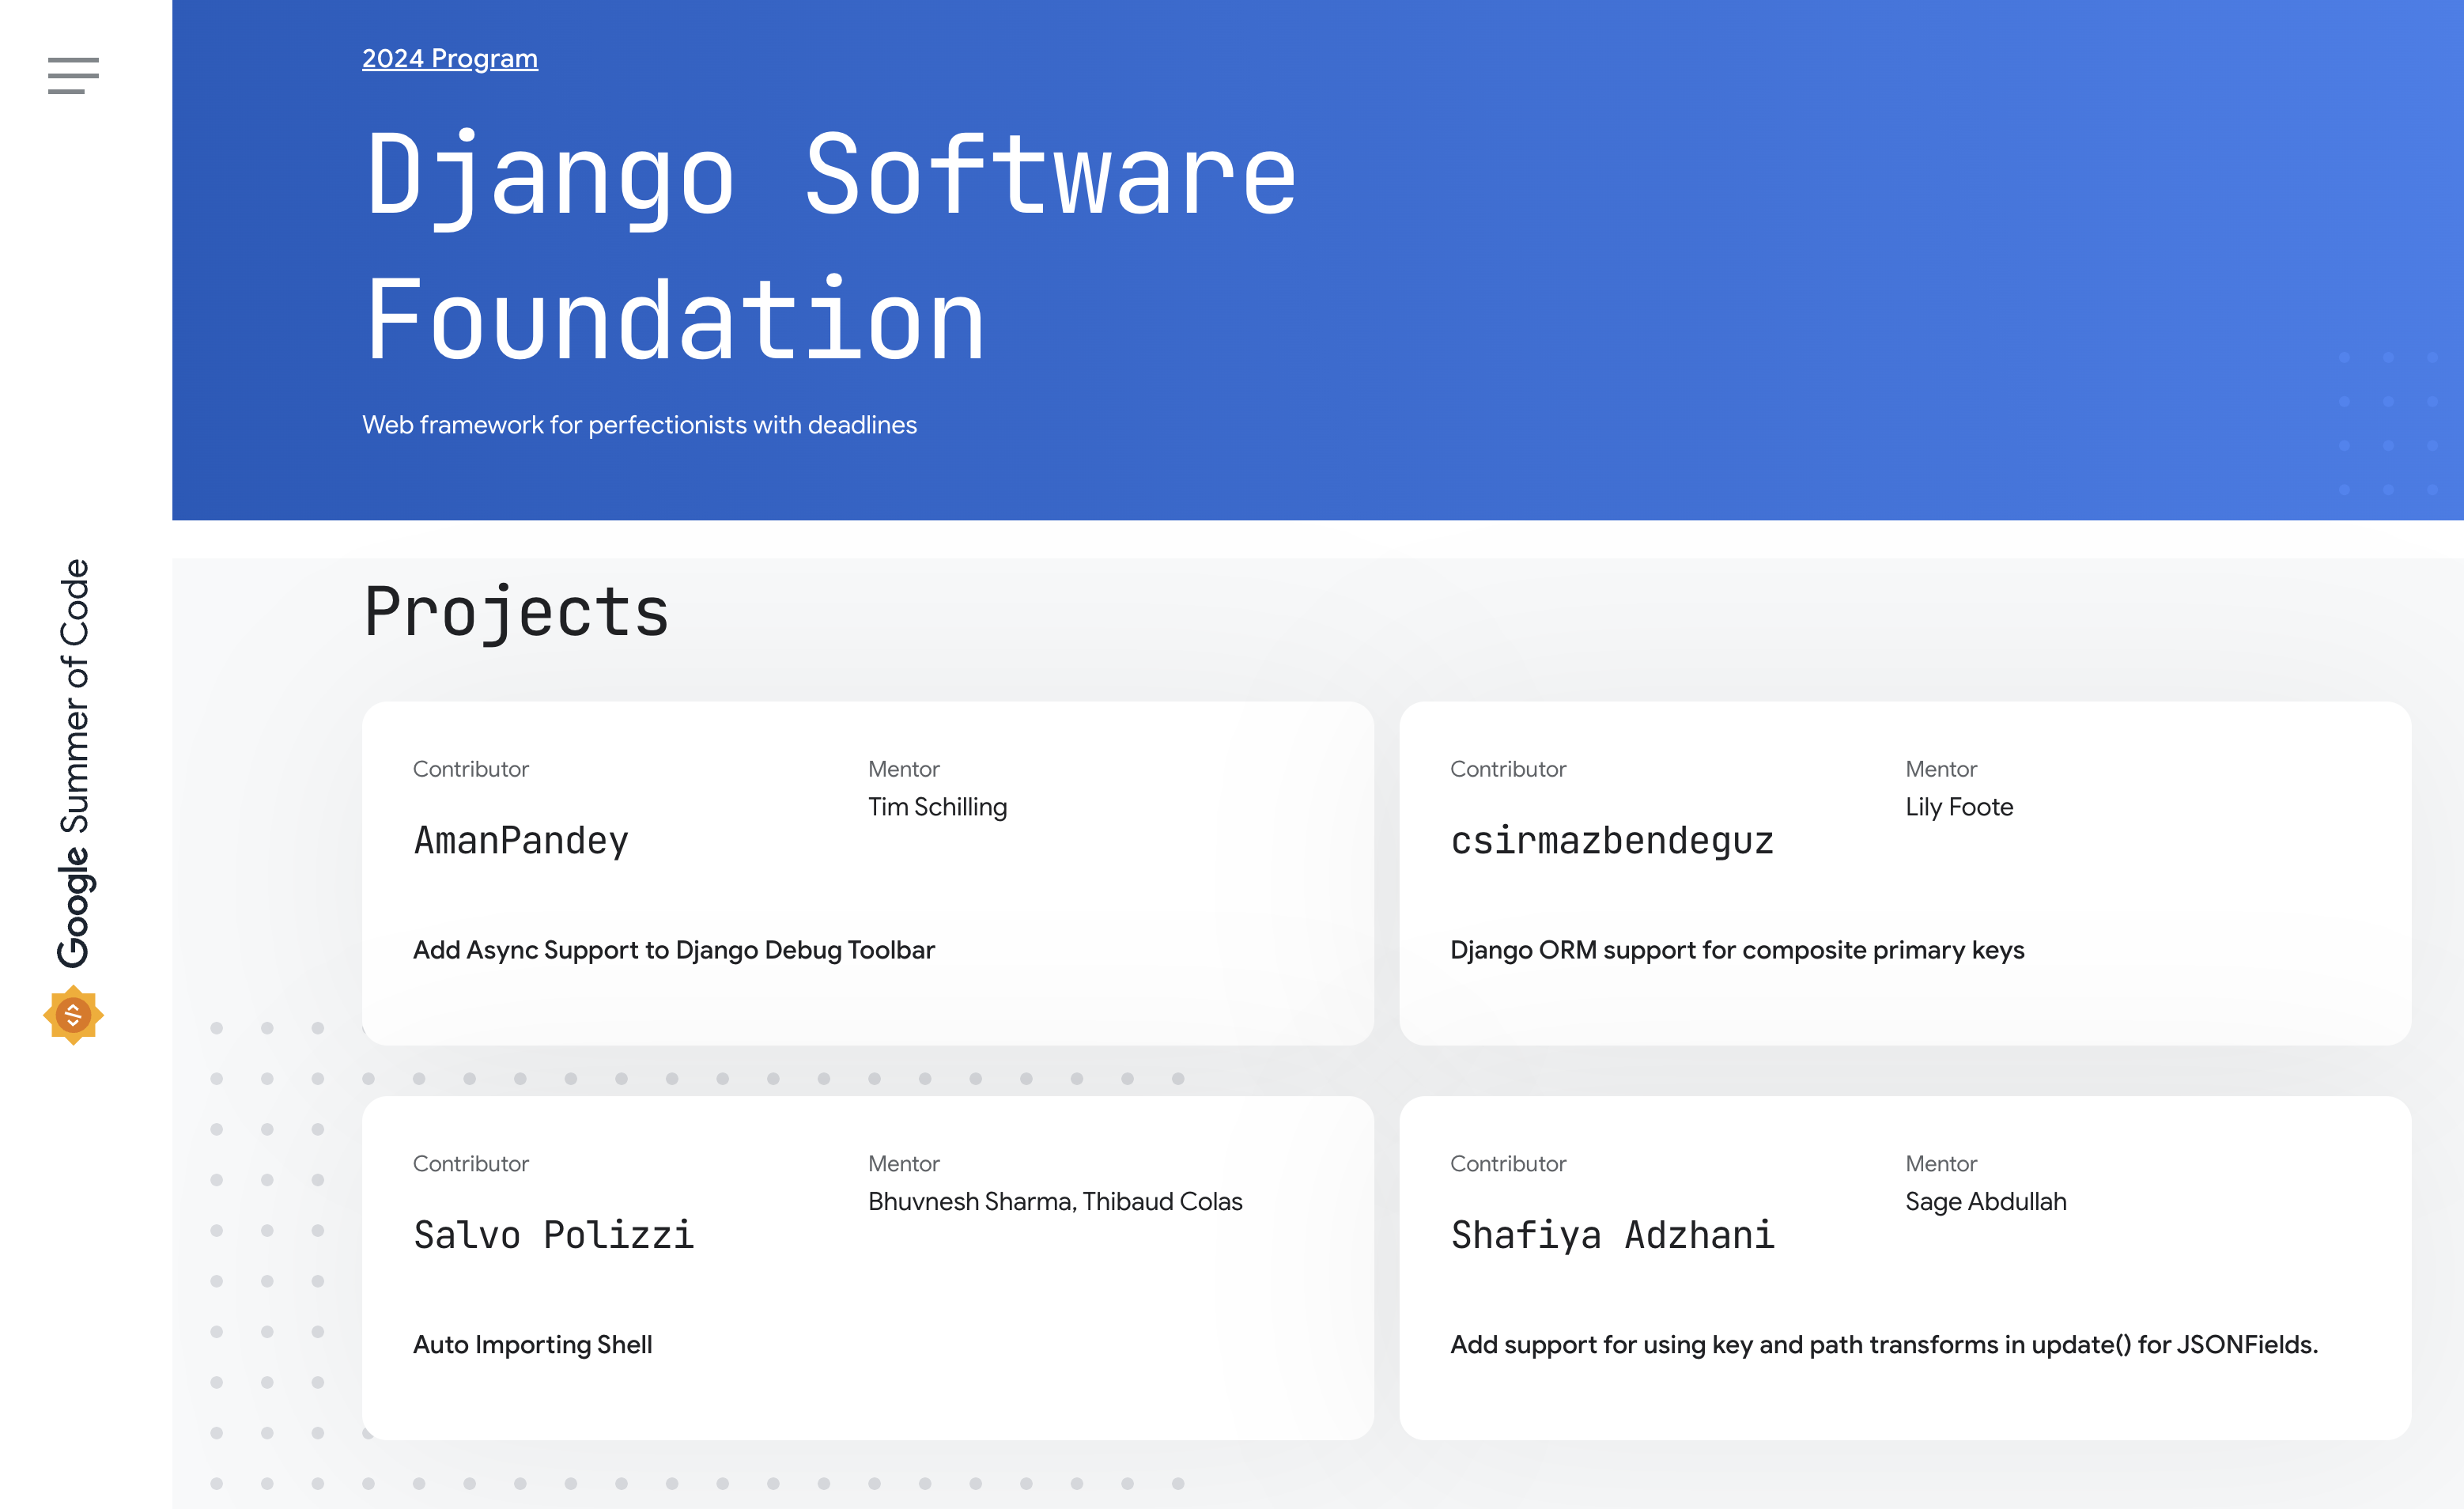 2024 Program
Django Software
Foundation
Web framework for perfectionists with deadlines
Google Summer of Code
Projects
Contributor
Mentor
Tim Schilling
AmanPandey
Add Async Support to Django Debug Toolbar
Contributor
Mentor
Lily Foote
csirmazbendeguz
Django ORM support for composite primary keys
Contributor
Mentor
Bhuvnesh Sharma, Thibaud Colas
Salvo Polizzi
Auto Importing Shell
Contributor
Mentor
Sage Abdullah
Shafiya Adzhani
Add support for using key and path transforms in update() for JSONFields.